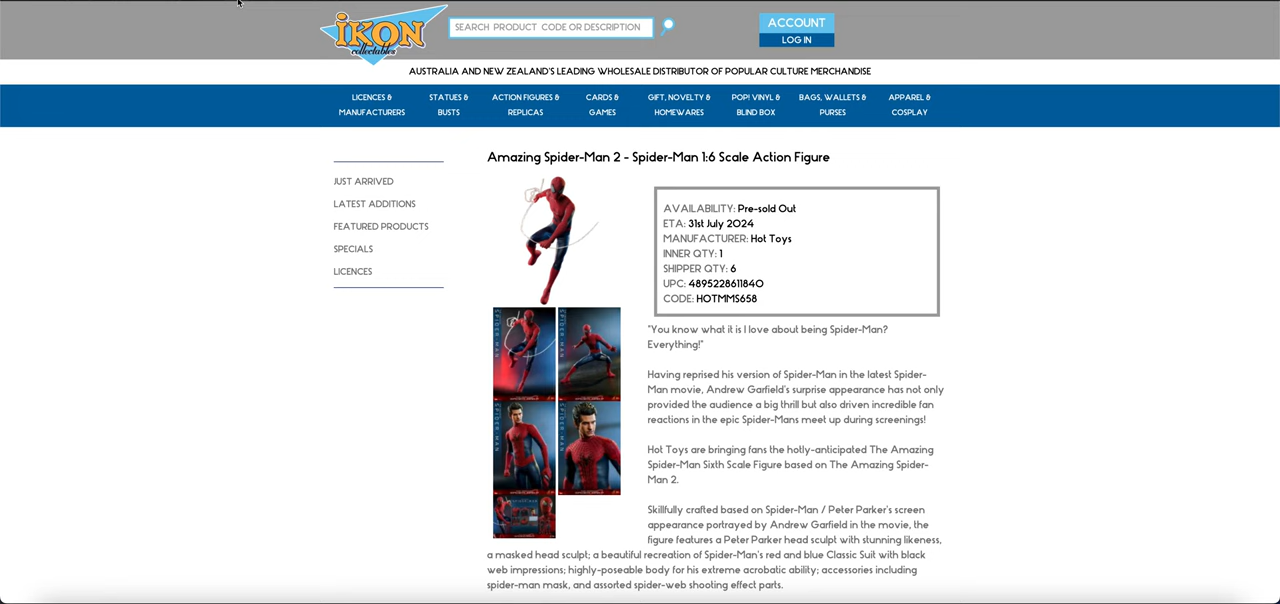 iKON
collectables
SEARCH PRODUCT CODE OR DESCRIPTION
ACCOUNT
LOG IN
AUSTRALIA AND NEW ZEALAND'S LEADING WHOLESALE DISTRIBUTOR OF POPULAR CULTURE MERCHANDISE
LICENCES &
MANUFACTURERS
STATUES &
BUSTS
ACTION FIGURES &
REPLICAS
CARDS &
GAMES
GIFT, NOVELTY &
HOMEWARES
POP! VINYL &
BLIND BOX
BAGS, WALLETS &
PURSES
APPAREL &
COSPLAY
JUST ARRIVED
LATEST ADDITIONS
FEATURED PRODUCTS
SPECIALS
LICENCES
Amazing Spider-Man 2 - Spider-Man 1:6 Scale Action Figure
AVAILABILITY: Pre-sold Out
ETA: 31st July 2024
MANUFACTURER: Hot Toys
INNER QTY: 1
SHIPPER QTY: 6
UPC: 4895228611840
CODE: HOTMMS658
SPIDER-MAN
SPIDER-MAN
SPIDER-MAN
SPIDER-MAN
"You know what it is I love about being Spider-Man?
Everything!"
Having reprised his version of Spider-Man in the latest Spider-
Man movie, Andrew Garfield's surprise appearance has not only
provided the audience a big thrill but also driven incredible fan
reactions in the epic Spider-Mans meet up during screenings!
Hot Toys are bringing fans the hotly-anticipated The Amazing
Spider-Man Sixth Scale Figure based on The Amazing Spider-
Man 2.
Skillfully crafted based on Spider-Man / Peter Parker's screen
appearance portrayed by Andrew Garfield in the movie, the
figure features a Peter Parker head sculpt with stunning likeness,
a masked head sculpt; a beautiful recreation of Spider-Man's red and blue Classic Suit with black
web impressions; highly-poseable body for his extreme acrobatic ability; accessories including
spider-man mask, and assorted spider-web shooting effect parts.